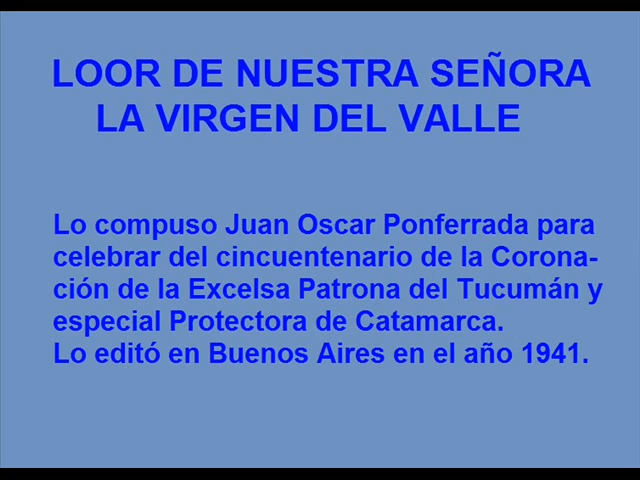 LOOR DE NUESTRA SEÑORA
LA VIRGEN DEL VALLE
Lo compuso Juan Oscar Ponferrada para
celebrar del cincuentenario de la Corona-
ción de la Excelsa Patrona del Tucumán y
especial Protectora de Catamarca.
Lo editó en Buenos Aires en el año 1941.